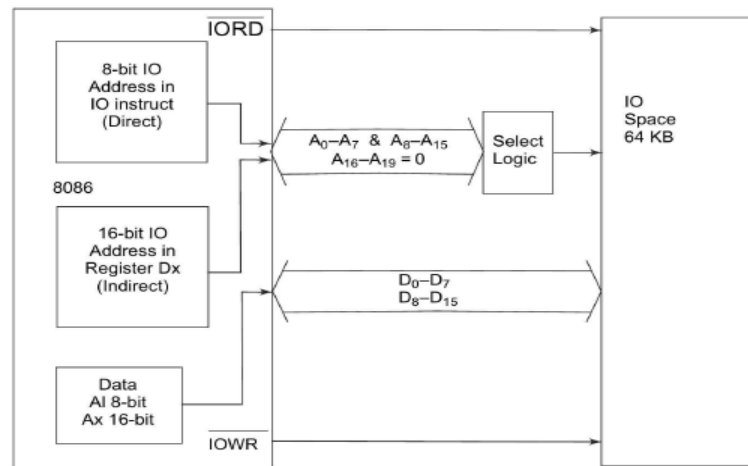 IORD
8-bit IO
Address in
IO instruct
(Direct)
A₀–A₇ & A₈–A₁₅
A₁₆–A₁₉ = 0
Select
Logic
IO
Space
64 KB
8086
16-bit IO
Address in
Register Dx
(Indirect)
D₀–D₇
D₈–D₁₅
Data
Al 8-bit
Ax 16-bit
IOWR